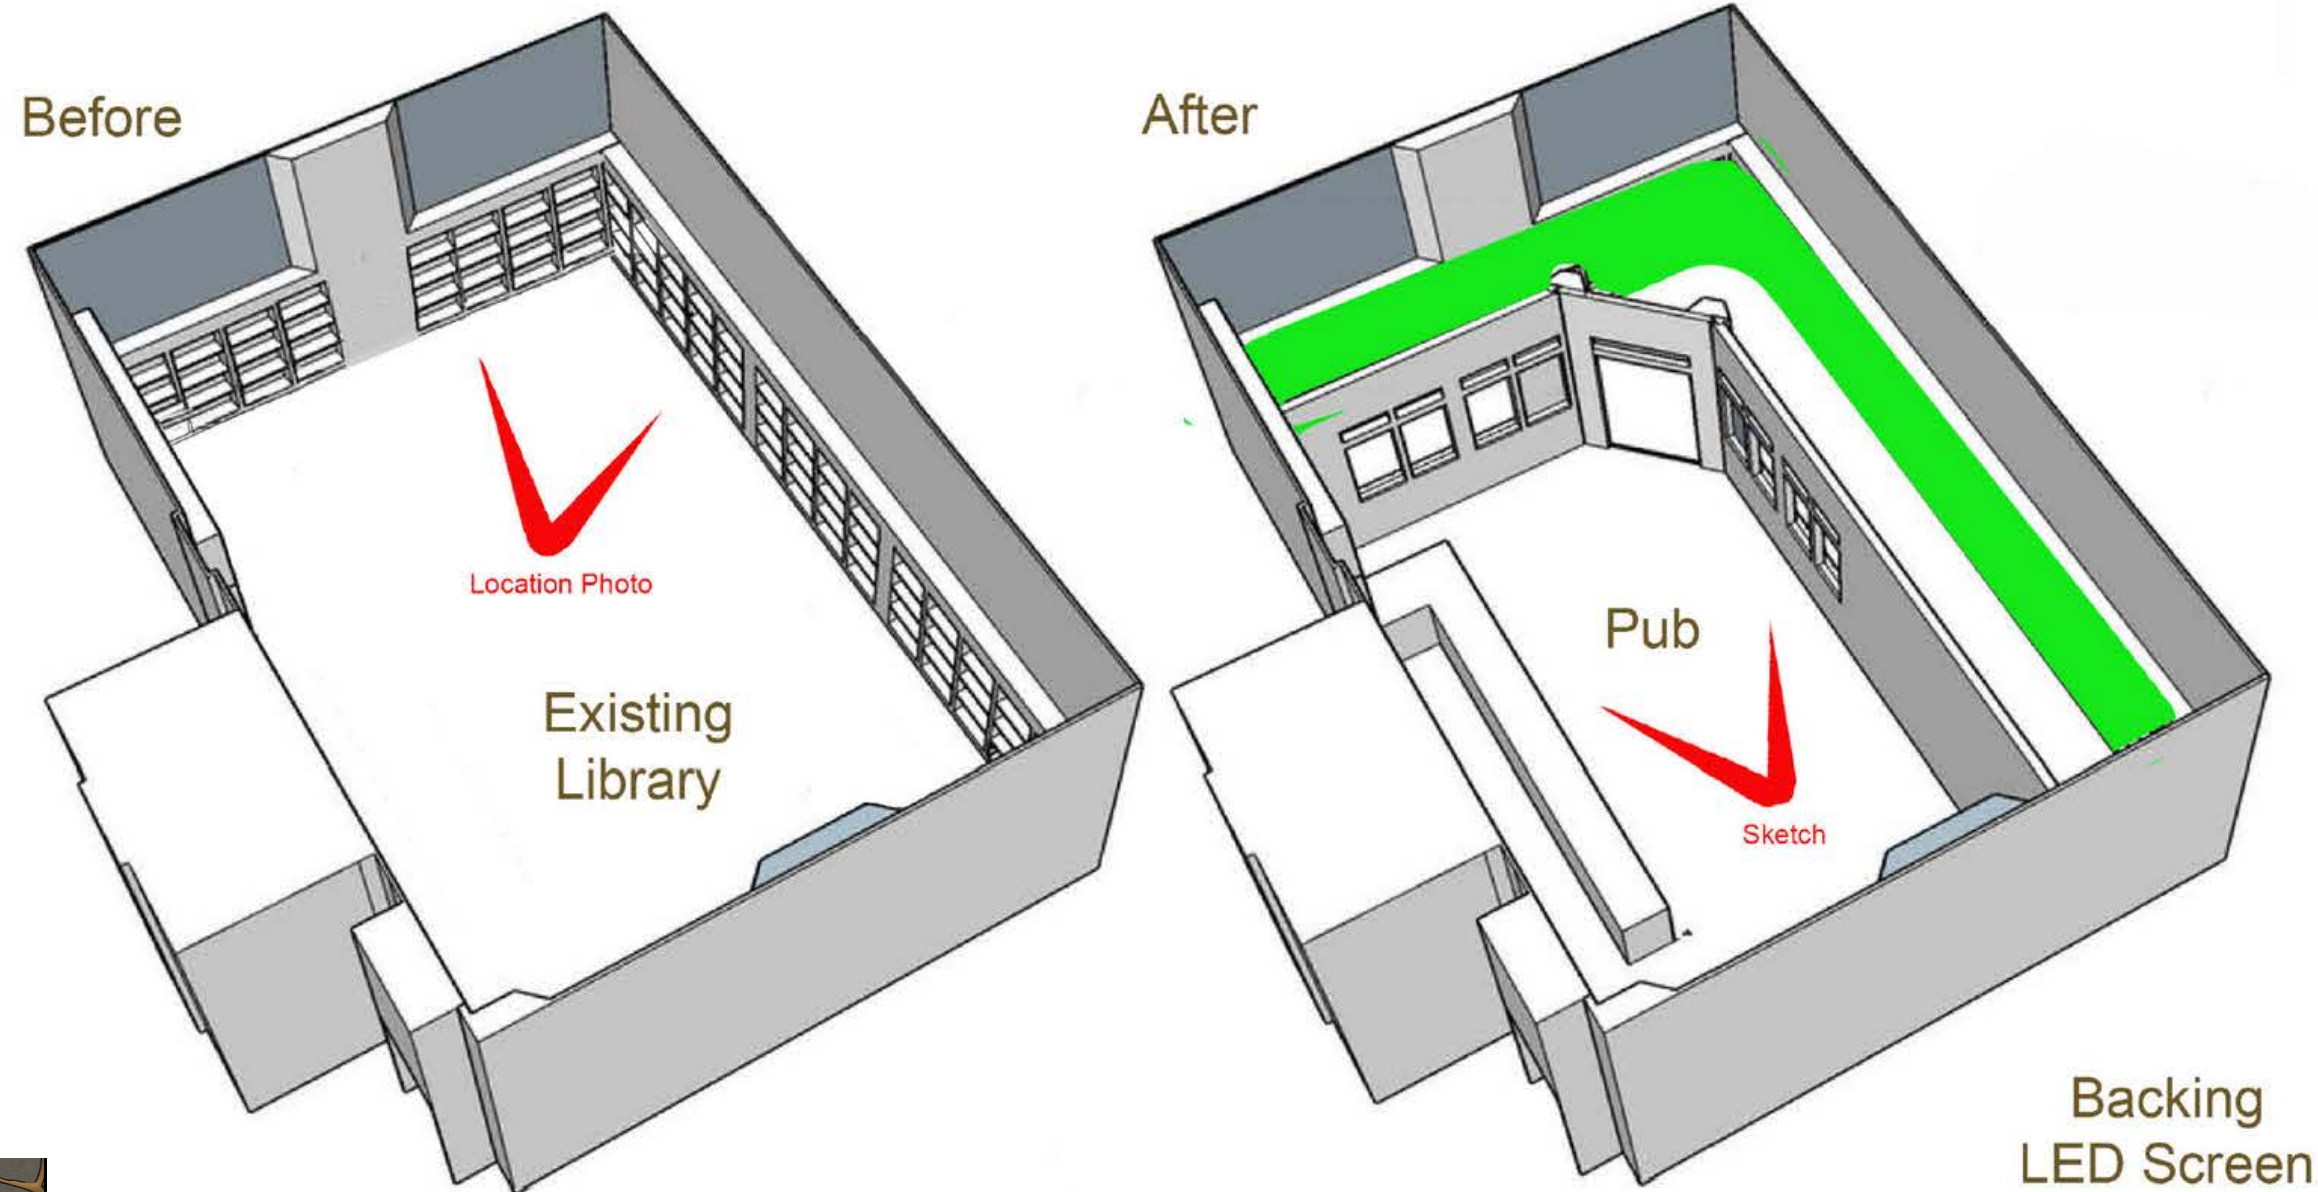 Before
After
Location Photo
Existing
Library
Pub
Sketch
Backing
LED Screen